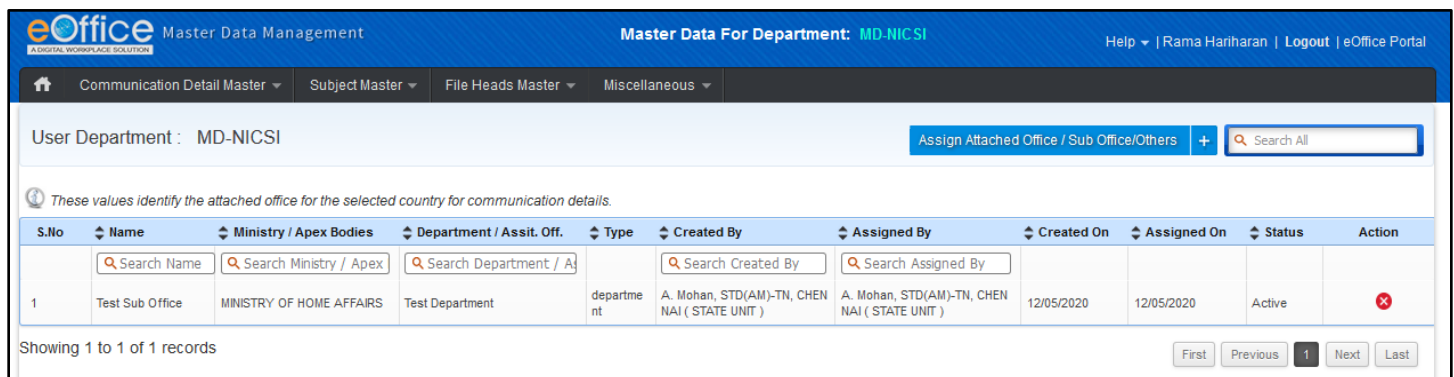 eOffice Master Data Management Master Data For Department: MD-NICSI Help | Rama Hariharan | Logout | eOffice Portal
A DIGITAL WORKPLACE SOLUTION
Communication Detail Master Subject Master File Heads Master Miscellaneous
User Department : MD-NICSI Assign Attached Office / Sub Office/Others + Search All
These values identify the attached office for the selected country for communication details.
S.No Name Ministry / Apex Bodies Department / Assit. Off. Type Created By Assigned By Created On Assigned On Status Action
Search Name Search Ministry / Apex Search Department / As Search Created By Search Assigned By
1 Test Sub Office MINISTRY OF HOME AFFAIRS Test Department departme A. Mohan, STD(AM)-TN, CHEN A. Mohan, STD(AM)-TN, CHEN 12/05/2020 12/05/2020 Active
nt NAI ( STATE UNIT ) NAI ( STATE UNIT )
Showing 1 to 1 of 1 records First Previous 1 Next Last